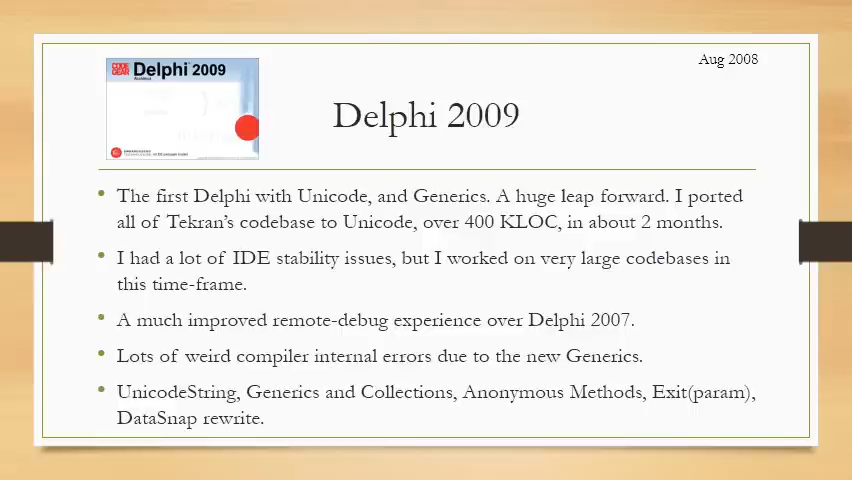 Aug 2008
CODE GEAR Delphi 2009
Architect
Delphi 2009
• The first Delphi with Unicode, and Generics. A huge leap forward. I ported
all of Tekran's codebase to Unicode, over 400 KLOC, in about 2 months.
• I had a lot of IDE stability issues, but I worked on very large codebases in
this time-frame.
• A much improved remote-debug experience over Delphi 2007.
• Lots of weird compiler internal errors due to the new Generics.
• UnicodeString, Generics and Collections, Anonymous Methods, Exit(param),
DataSnap rewrite.